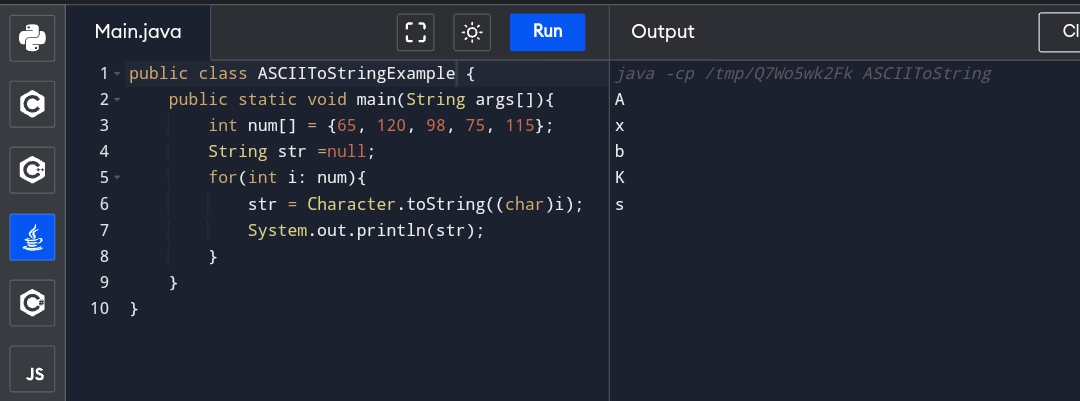 Main.java
Run
Output
Cl
1 public class ASCIIToStringExample {
2     public static void main(String args[]){
3         int num[] = {65, 120, 98, 75, 115};
4         String str =null;
5         for(int i: num){
6             str = Character.toString((char)i);
7             System.out.println(str);
8         }
9     }
10 }
java -cp /tmp/Q7Wo5wk2Fk ASCIIToString
A
x
b
K
s
C
C++
C#
JS